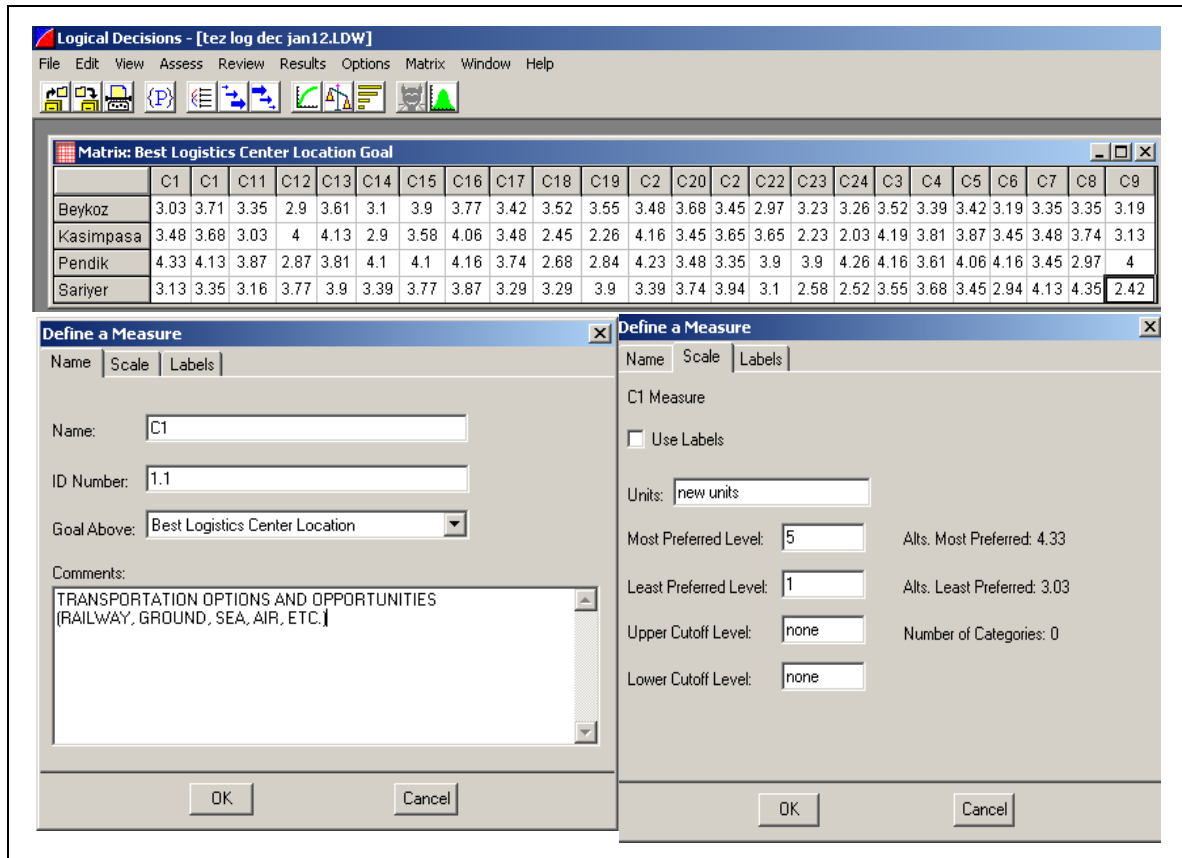 Logical Decisions - [tez log dec jan12.LDW]
File Edit View Assess Review Results Options Matrix Window Help
{P}
Matrix: Best Logistics Center Location Goal
C1 C1 C11 C12 C13 C14 C15 C16 C17 C18 C19 C2 C20 C2 C22 C23 C24 C3 C4 C5 C6 C7 C8 C9
Beykoz 3.03 3.71 3.35 2.9 3.61 3.1 3.9 3.77 3.42 3.52 3.55 3.48 3.68 3.45 2.97 3.23 3.26 3.52 3.39 3.42 3.19 3.35 3.35 3.19
Kasimpasa 3.48 3.68 3.03 4 4.13 2.9 3.58 4.06 3.48 2.45 2.26 4.16 3.45 3.65 3.65 2.23 2.03 4.19 3.81 3.87 3.45 3.48 3.74 3.13
Pendik 4.33 4.13 3.87 2.87 3.81 4.1 4.1 4.16 3.74 2.68 2.84 4.23 3.48 3.35 3.9 3.9 4.26 4.16 3.61 4.06 4.16 3.45 2.97 4
Sariyer 3.13 3.35 3.16 3.77 3.9 3.39 3.77 3.87 3.29 3.29 3.9 3.39 3.74 3.94 3.1 2.58 2.52 3.55 3.68 3.45 2.94 4.13 4.35 2.42
Define a Measure
Name Scale Labels
Name: C1
ID Number: 1.1
Goal Above: Best Logistics Center Location
Comments:
TRANSPORTATION OPTIONS AND OPPORTUNITIES
(RAILWAY, GROUND, SEA, AIR, ETC.)
OK Cancel
Define a Measure
Name Scale Labels
C1 Measure
Use Labels
Units: new units
Most Preferred Level: 5 Alts. Most Preferred: 4.33
Least Preferred Level: 1 Alts. Least Preferred: 3.03
Upper Cutoff Level: none Number of Categories: 0
Lower Cutoff Level: none
OK Cancel